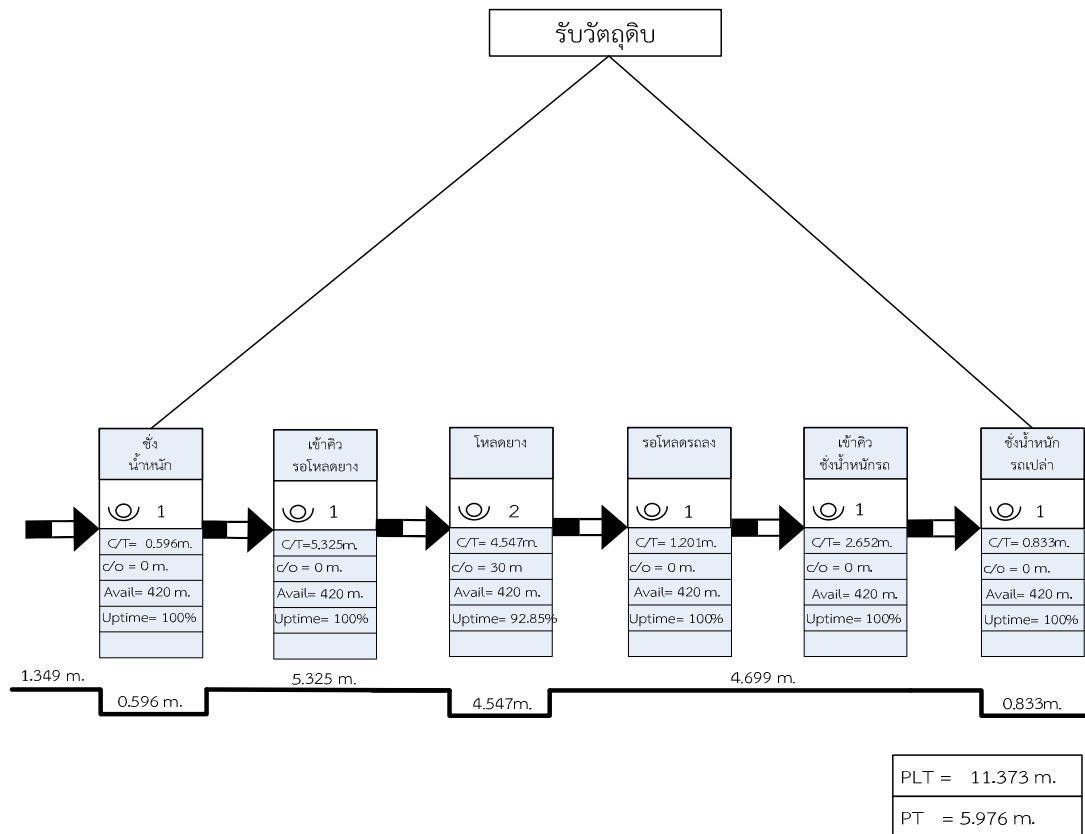 รับวัตถุดิบ
ชั่ง
น้ำหนัก
1
C/T= 0.596m.
c/o = 0 m.
Avail= 420 m.
Uptime= 100%
เข้าคิว
รอโหลดยาง
1
C/T=5.325m.
c/o = 0 m.
Avail= 420 m.
Uptime= 100%
โหลดยาง
2
C/T= 4.547m.
c/o = 30 m
Avail= 420 m.
Uptime= 92.85%
รอโหลดรถลง
1
C/T= 1.201m.
c/o = 0 m.
Avail= 420 m.
Uptime= 100%
เข้าคิว
ชั่งน้ำหนักรถ
1
C/T= 2.652m.
c/o = 0 m.
Avail= 420 m.
Uptime= 100%
ชั่งน้ำหนัก
รถเปล่า
1
C/T= 0.833m.
c/o = 0 m.
Avail= 420 m.
Uptime= 100%
1.349 m.
0.596 m.
5.325 m.
4.547m.
4.699 m.
0.833m.
PLT = 11.373 m.
PT = 5.976 m.